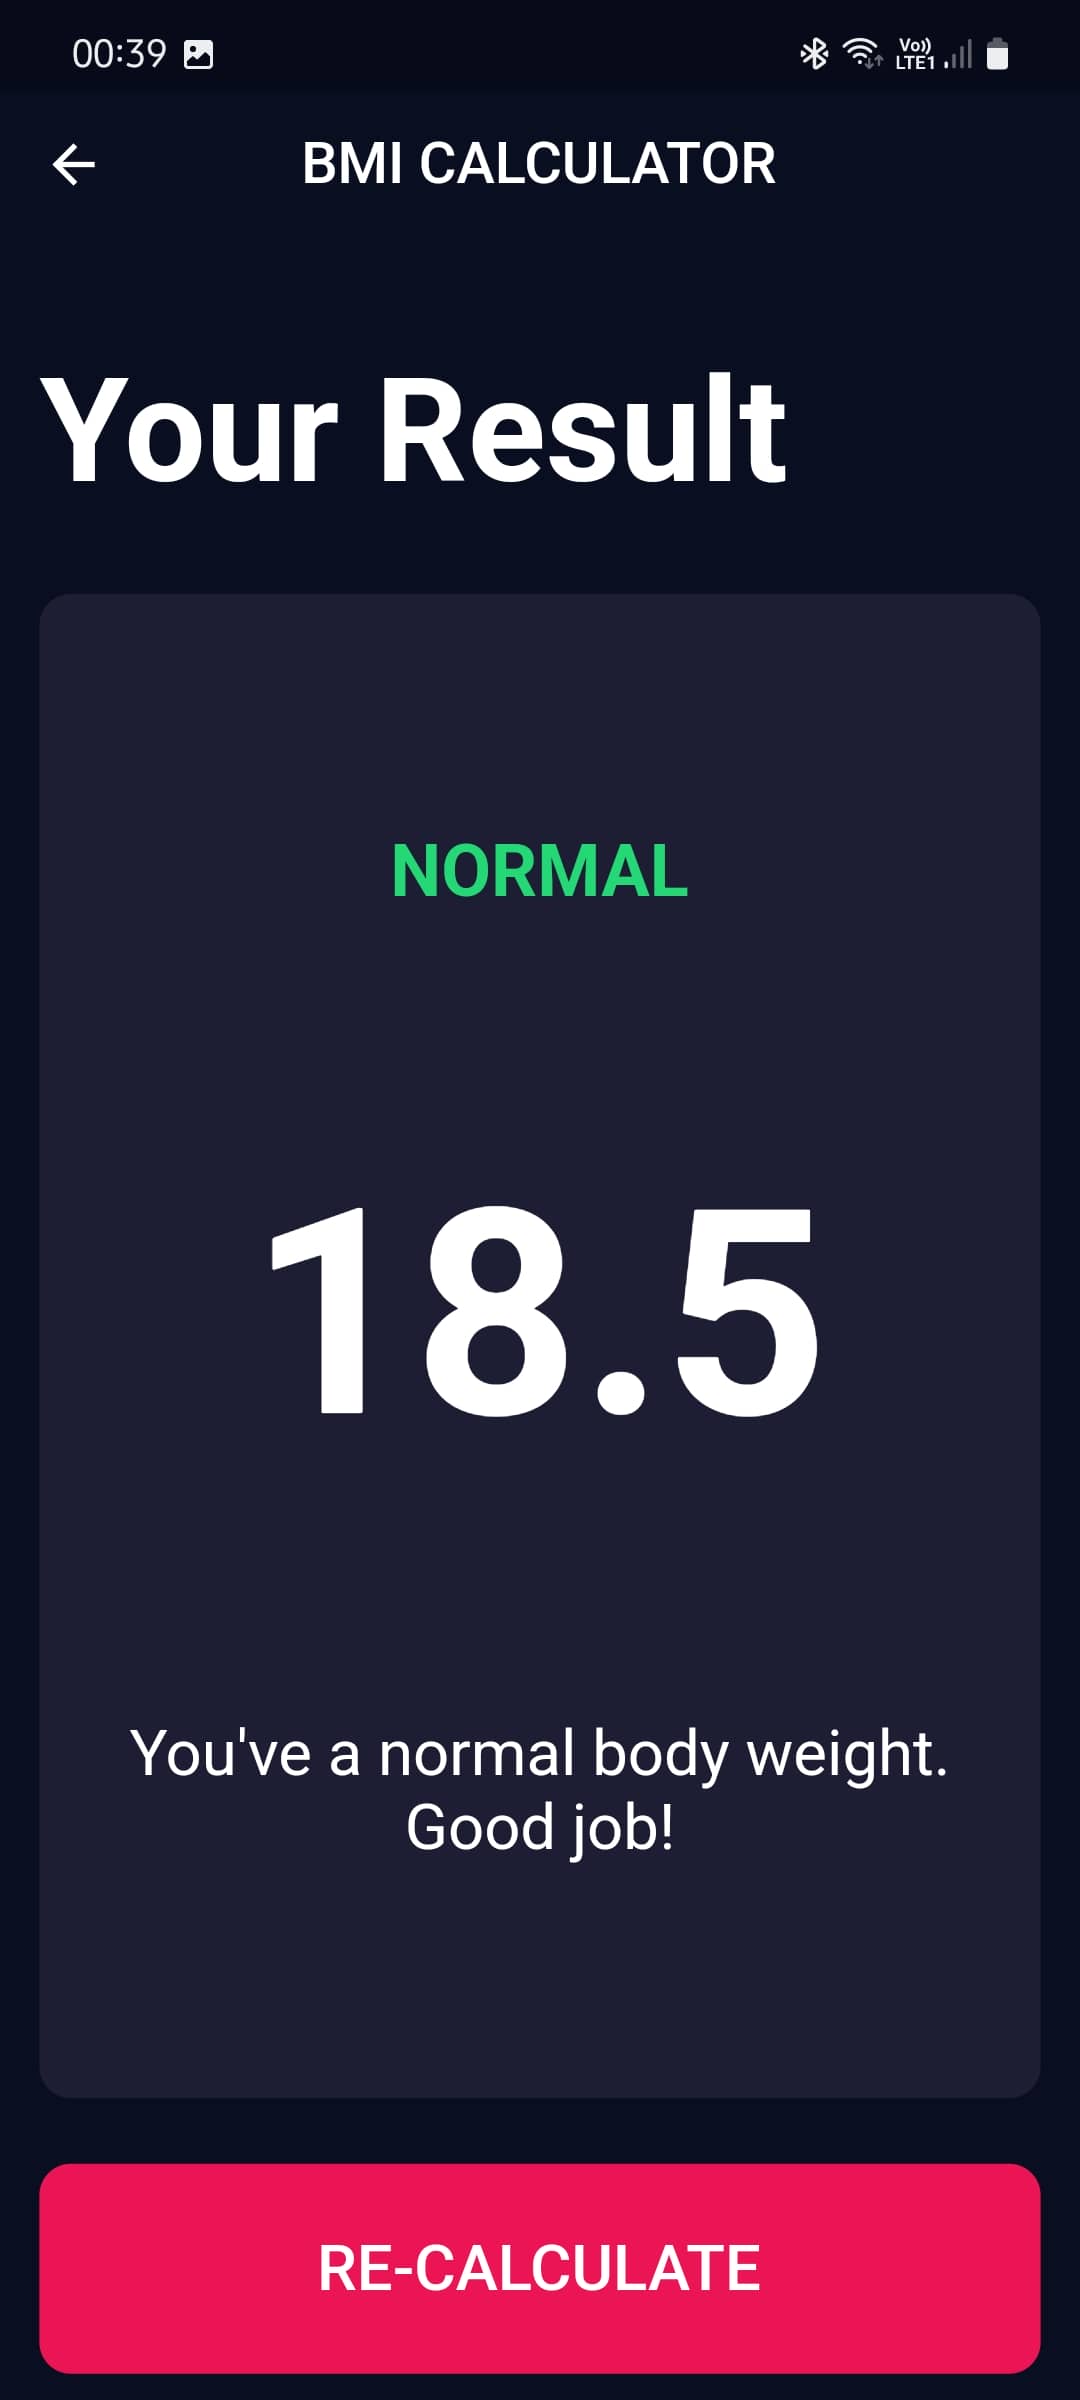 00:39
Vo)) LTE1
BMI CALCULATOR
Your Result
NORMAL
18.5
You've a normal body weight.
Good job!
RE-CALCULATE